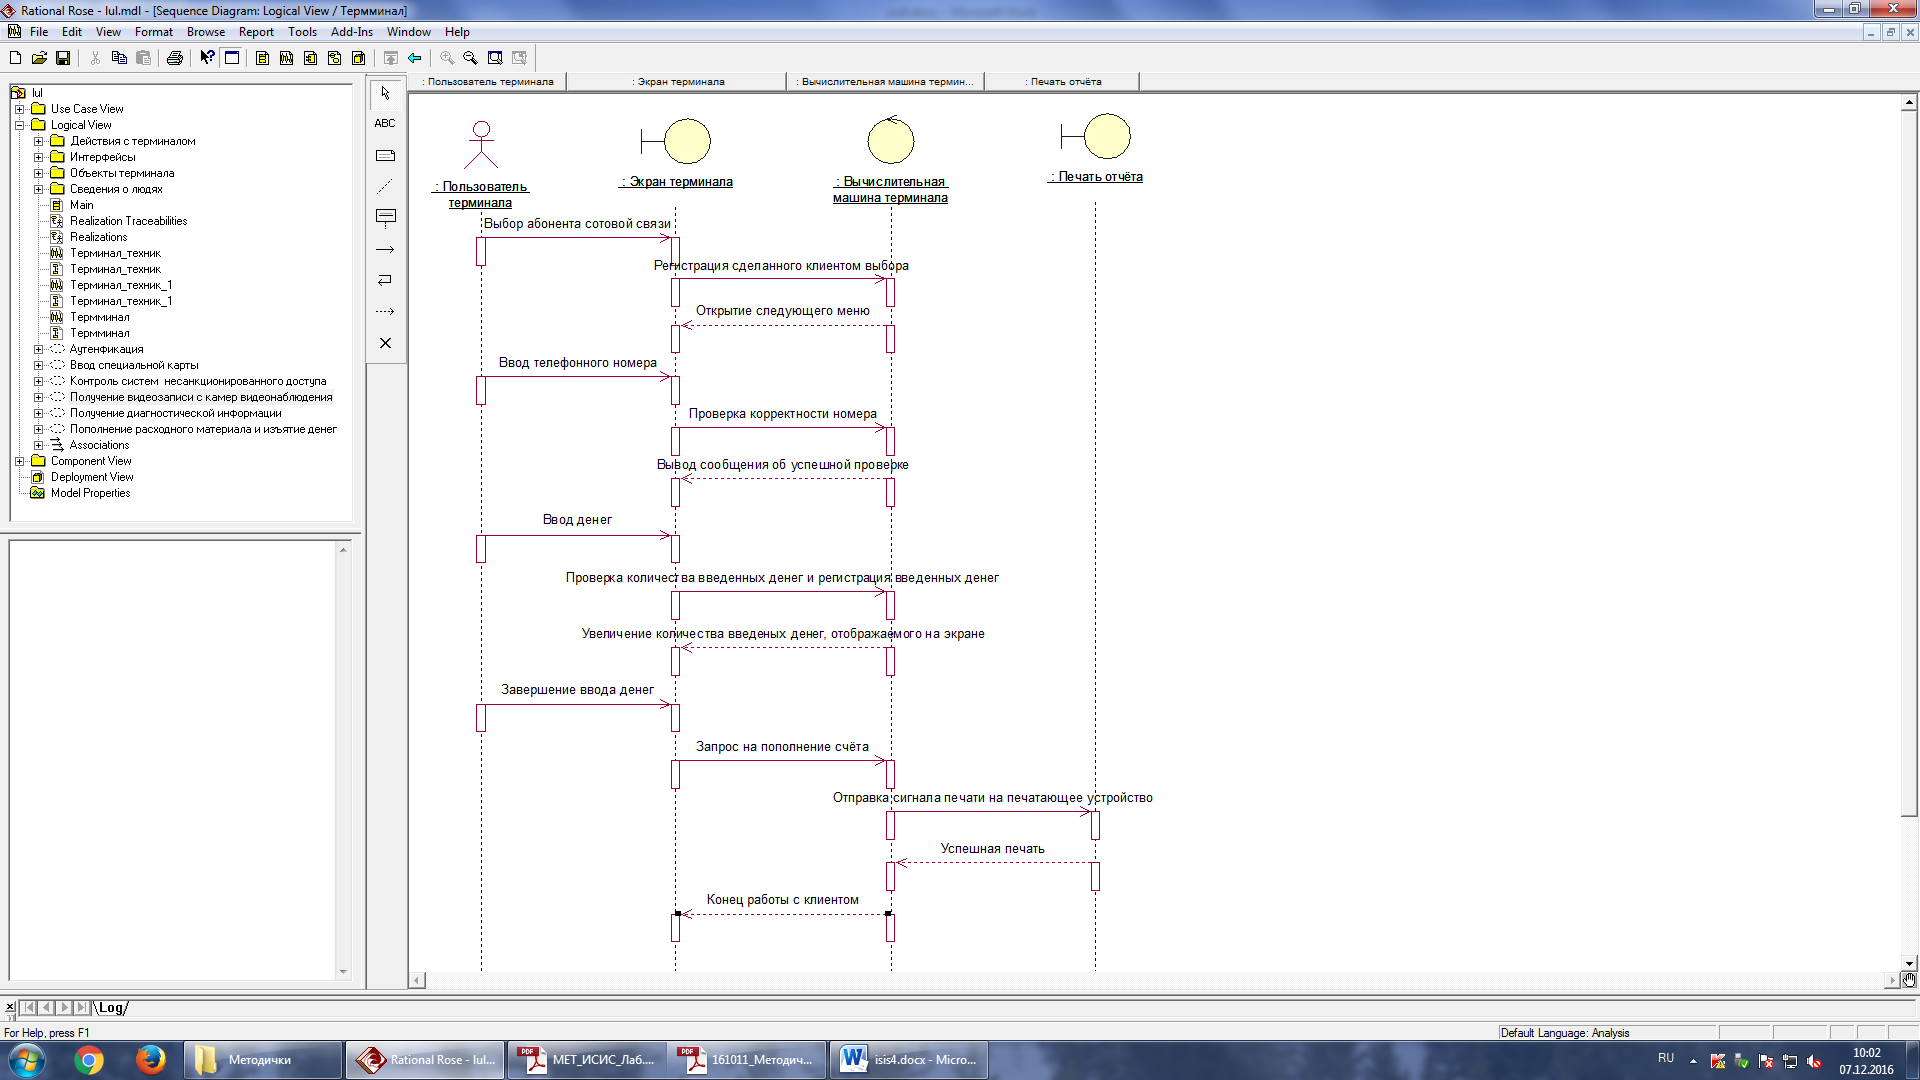 Rational Rose - lul.mdl - [Sequence Diagram: Logical View / Термминал]
File Edit View Format Browse Report Tools Add-Ins Window Help
ABC
lul
Use Case View
Logical View
Действия с терминалом
Интерфейсы
Объекты терминала
Сведения о людях
Main
Realization Traceabilities
Realizations
Терминал_техник
Терминал_техник
Терминал_техник_1
Терминал_техник_1
Термминал
Термминал
Аутенфикация
Ввод специальной карты
Контроль систем несанкционированного доступа
Получение видеозаписи с камер видеонаблюдения
Получение диагностической информации
Пополнение расходного материала и изъятие денег
Associations
Component View
Deployment View
Model Properties
: Пользователь терминала
: Экран терминала
: Вычислительная машина термин...
: Печать отчёта
: Пользователь
терминала
: Экран терминала
: Вычислительная
машина терминала
: Печать отчёта
Выбор абонента сотовой связи
Регистрация сделанного клиентом выбора
Открытие следующего меню
Ввод телефонного номера
Проверка корректности номера
Вывод сообщения об успешной проверке
Ввод денег
Проверка количества введенных денег и регистрация введенных денег
Увеличение количества введеных денег, отображаемого на экране
Завершение ввода денег
Запрос на пополнение счёта
Отправка сигнала печати на печатающее устройство
Успешная печать
Конец работы с клиентом
Log
For Help, press F1
Default Language: Analysis
Методички
Rational Rose - lul...
МЕТ_ИСИС_Лаб....
161011_Методич...
isis4.docx - Micro...
RU
10:02
07.12.2016